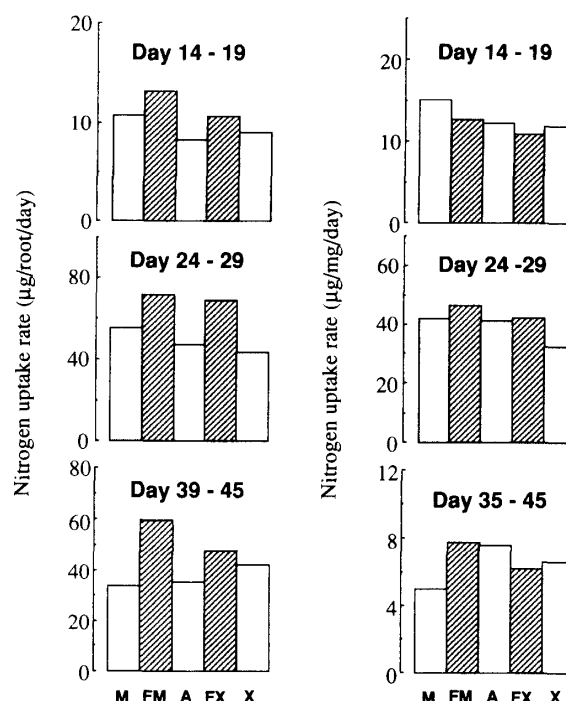 Nitrogen uptake rate (µg/root/day)
20
10
0
Day 14 - 19
80
40
0
Day 24 - 29
80
60
40
20
0
Day 39 - 45
M FM A FX X
Nitrogen uptake rate (µg/mg/day)
20
10
0
Day 14 - 19
60
40
20
0
Day 24 -29
12
8
4
0
Day 35 - 45
M FM A FX X